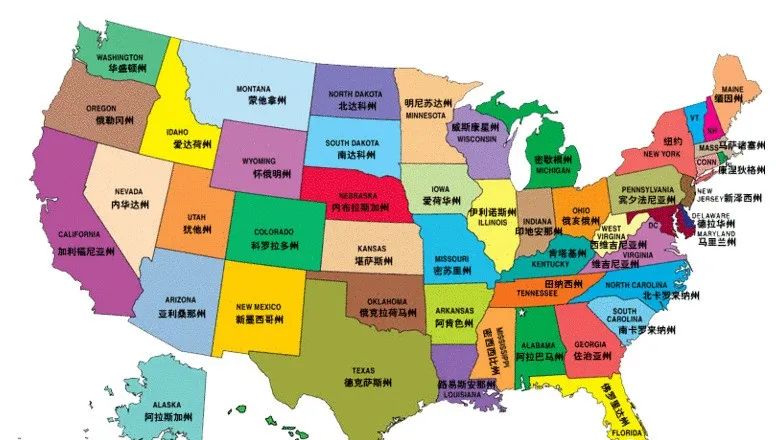 WASHINGTON
华盛顿州
OREGON
俄勒冈州
IDAHO
爱达荷州
MONTANA
蒙他拿州
NORTH DAKOTA
北达科州
SOUTH DAKOTA
南达科州
明尼苏达州
MINNESOTA
威斯康星州
WISCONSIN
密歇根州
MICHIGAN
MAINE
缅因州
VT
NH
马萨诸塞州
MASS
CONN
康涅狄格州
纽约
NEW YORK
WYOMING
怀俄明州
NEBRASKA
内布拉斯加州
IOWA
爱荷华州
伊利诺斯州
ILLINOIS
INDIANA
印地安那州
OHIO
俄亥俄州
PENNSYLVANIA
宾夕法尼亚州
NEW
JERSEY 新泽西州
DELAWARE
德拉华州
MARYLAND
马里兰州
DC
NEVADA
内华达州
UTAH
犹他州
COLORADO
科罗拉多州
KANSAS
堪萨斯州
MISSOURI
密苏里州
肯塔基州
KENTUCKY
WEST
VIRGINIA
西维吉尼亚州
VIRGINIA
维吉尼亚州
CALIFORNIA
加利福尼亚州
ARIZONA
亚利桑那州
NEW MEXICO
新墨西哥州
OKLAHOMA
俄克拉荷马州
ARKANSAS
阿肯色州
田纳西州
TENNESSEE
NORTH CAROLINA
北卡罗来纳州
SOUTH
CAROLINA
南卡罗来纳州
TEXAS
德克萨斯州
路易斯安那州
LOUISIANA
MISSISSIPPI
密西西比州
ALABAMA
阿拉巴马州
GEORGIA
佐治亚州
佛罗里达州
FLORIDA
ALASKA
阿拉斯加州